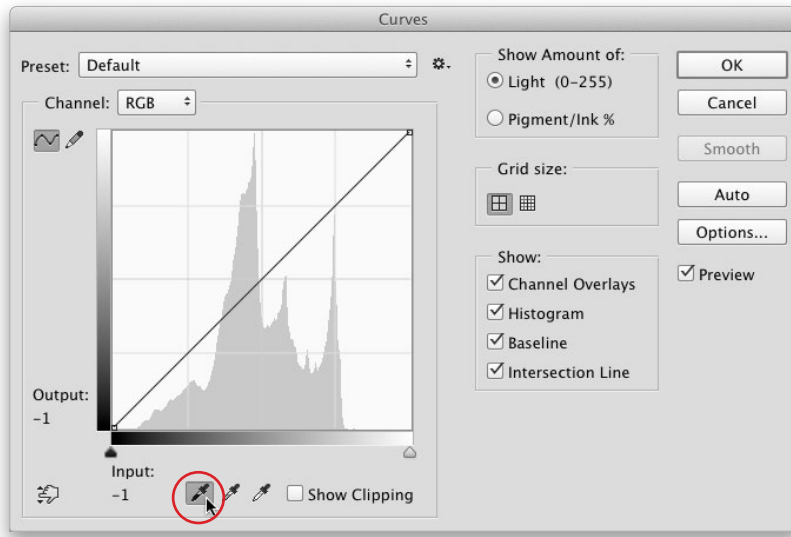 Curves
Preset: Default
Channel: RGB
Output:
-1
Input:
-1
Show Clipping
Show Amount of:
Light (0-255)
Pigment/Ink %
Grid size:
Show:
Channel Overlays
Histogram
Baseline
Intersection Line
OK
Cancel
Smooth
Auto
Options...
Preview